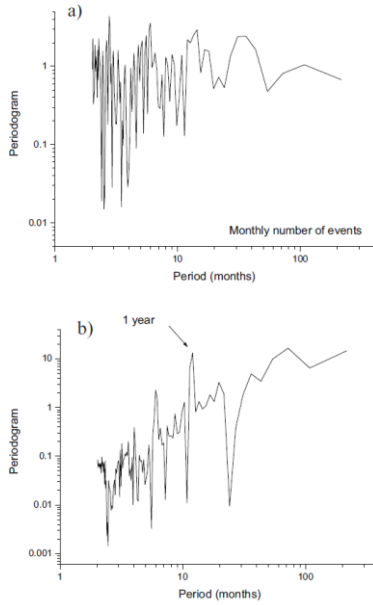 a)
Periodogram
1
0.1
0.01
Monthly number of events
1
10
100
Period (months)
b)
1 year
Periodogram
10
1
0.1
0.01
0.001
1
10
100
Period (months)